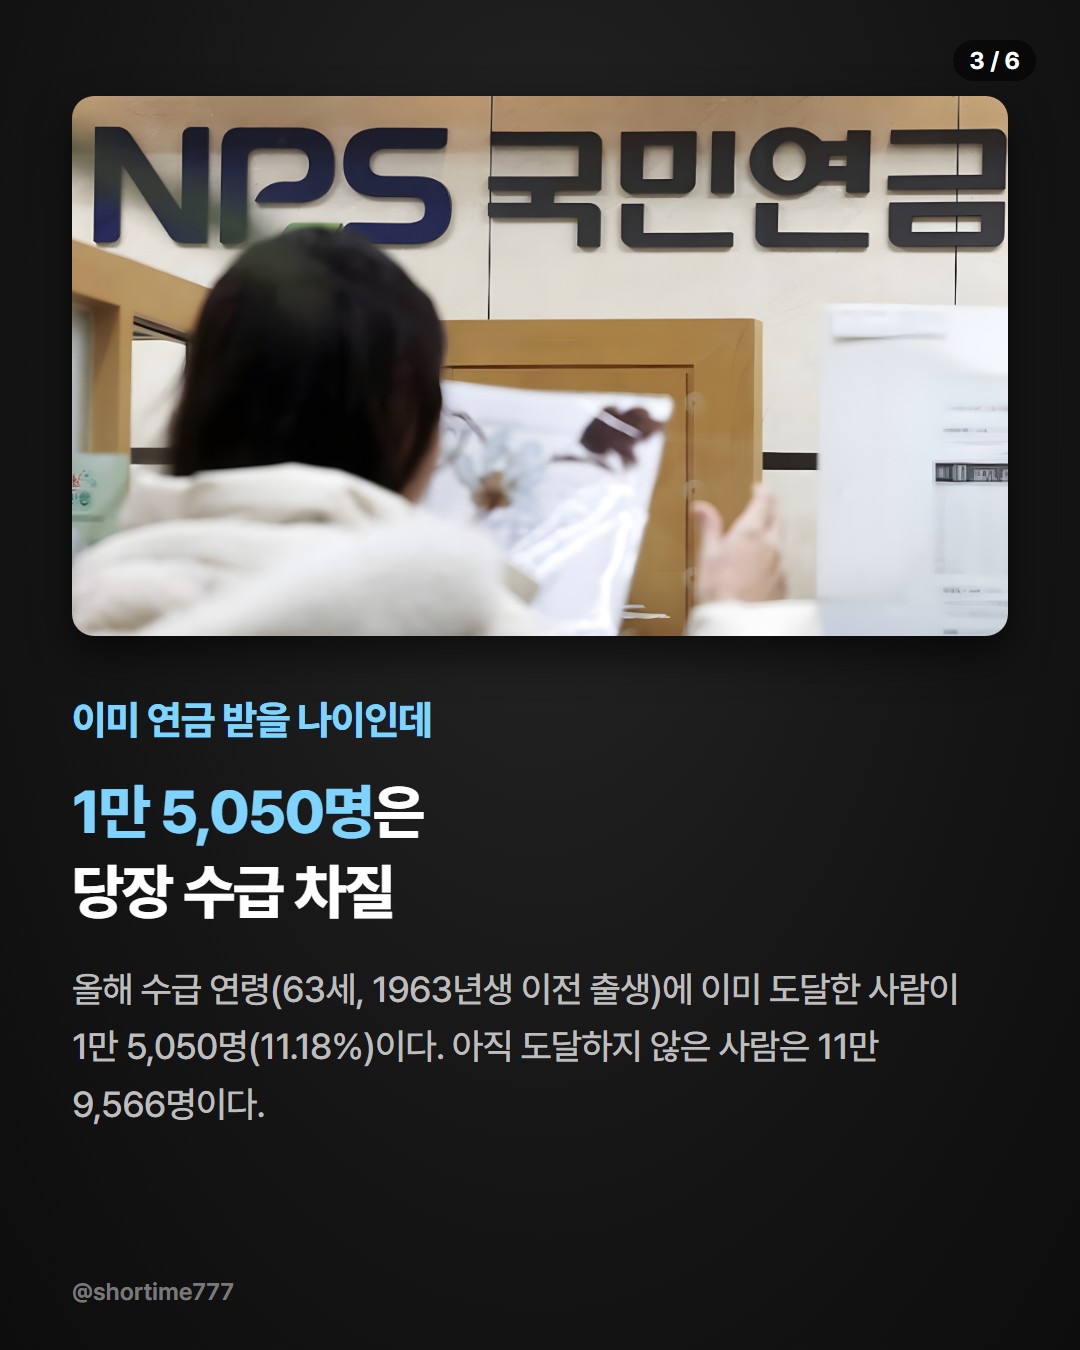 3 / 6
NPS 국민연금
이미 연금 받을 나이인데
1만 5,050명은
당장 수급 차질
올해 수급 연령(63세, 1963년생 이전 출생)에 이미 도달한 사람이
1만 5,050명(11.18%)이다. 아직 도달하지 않은 사람은 11만
9,566명이다.
@shortime777